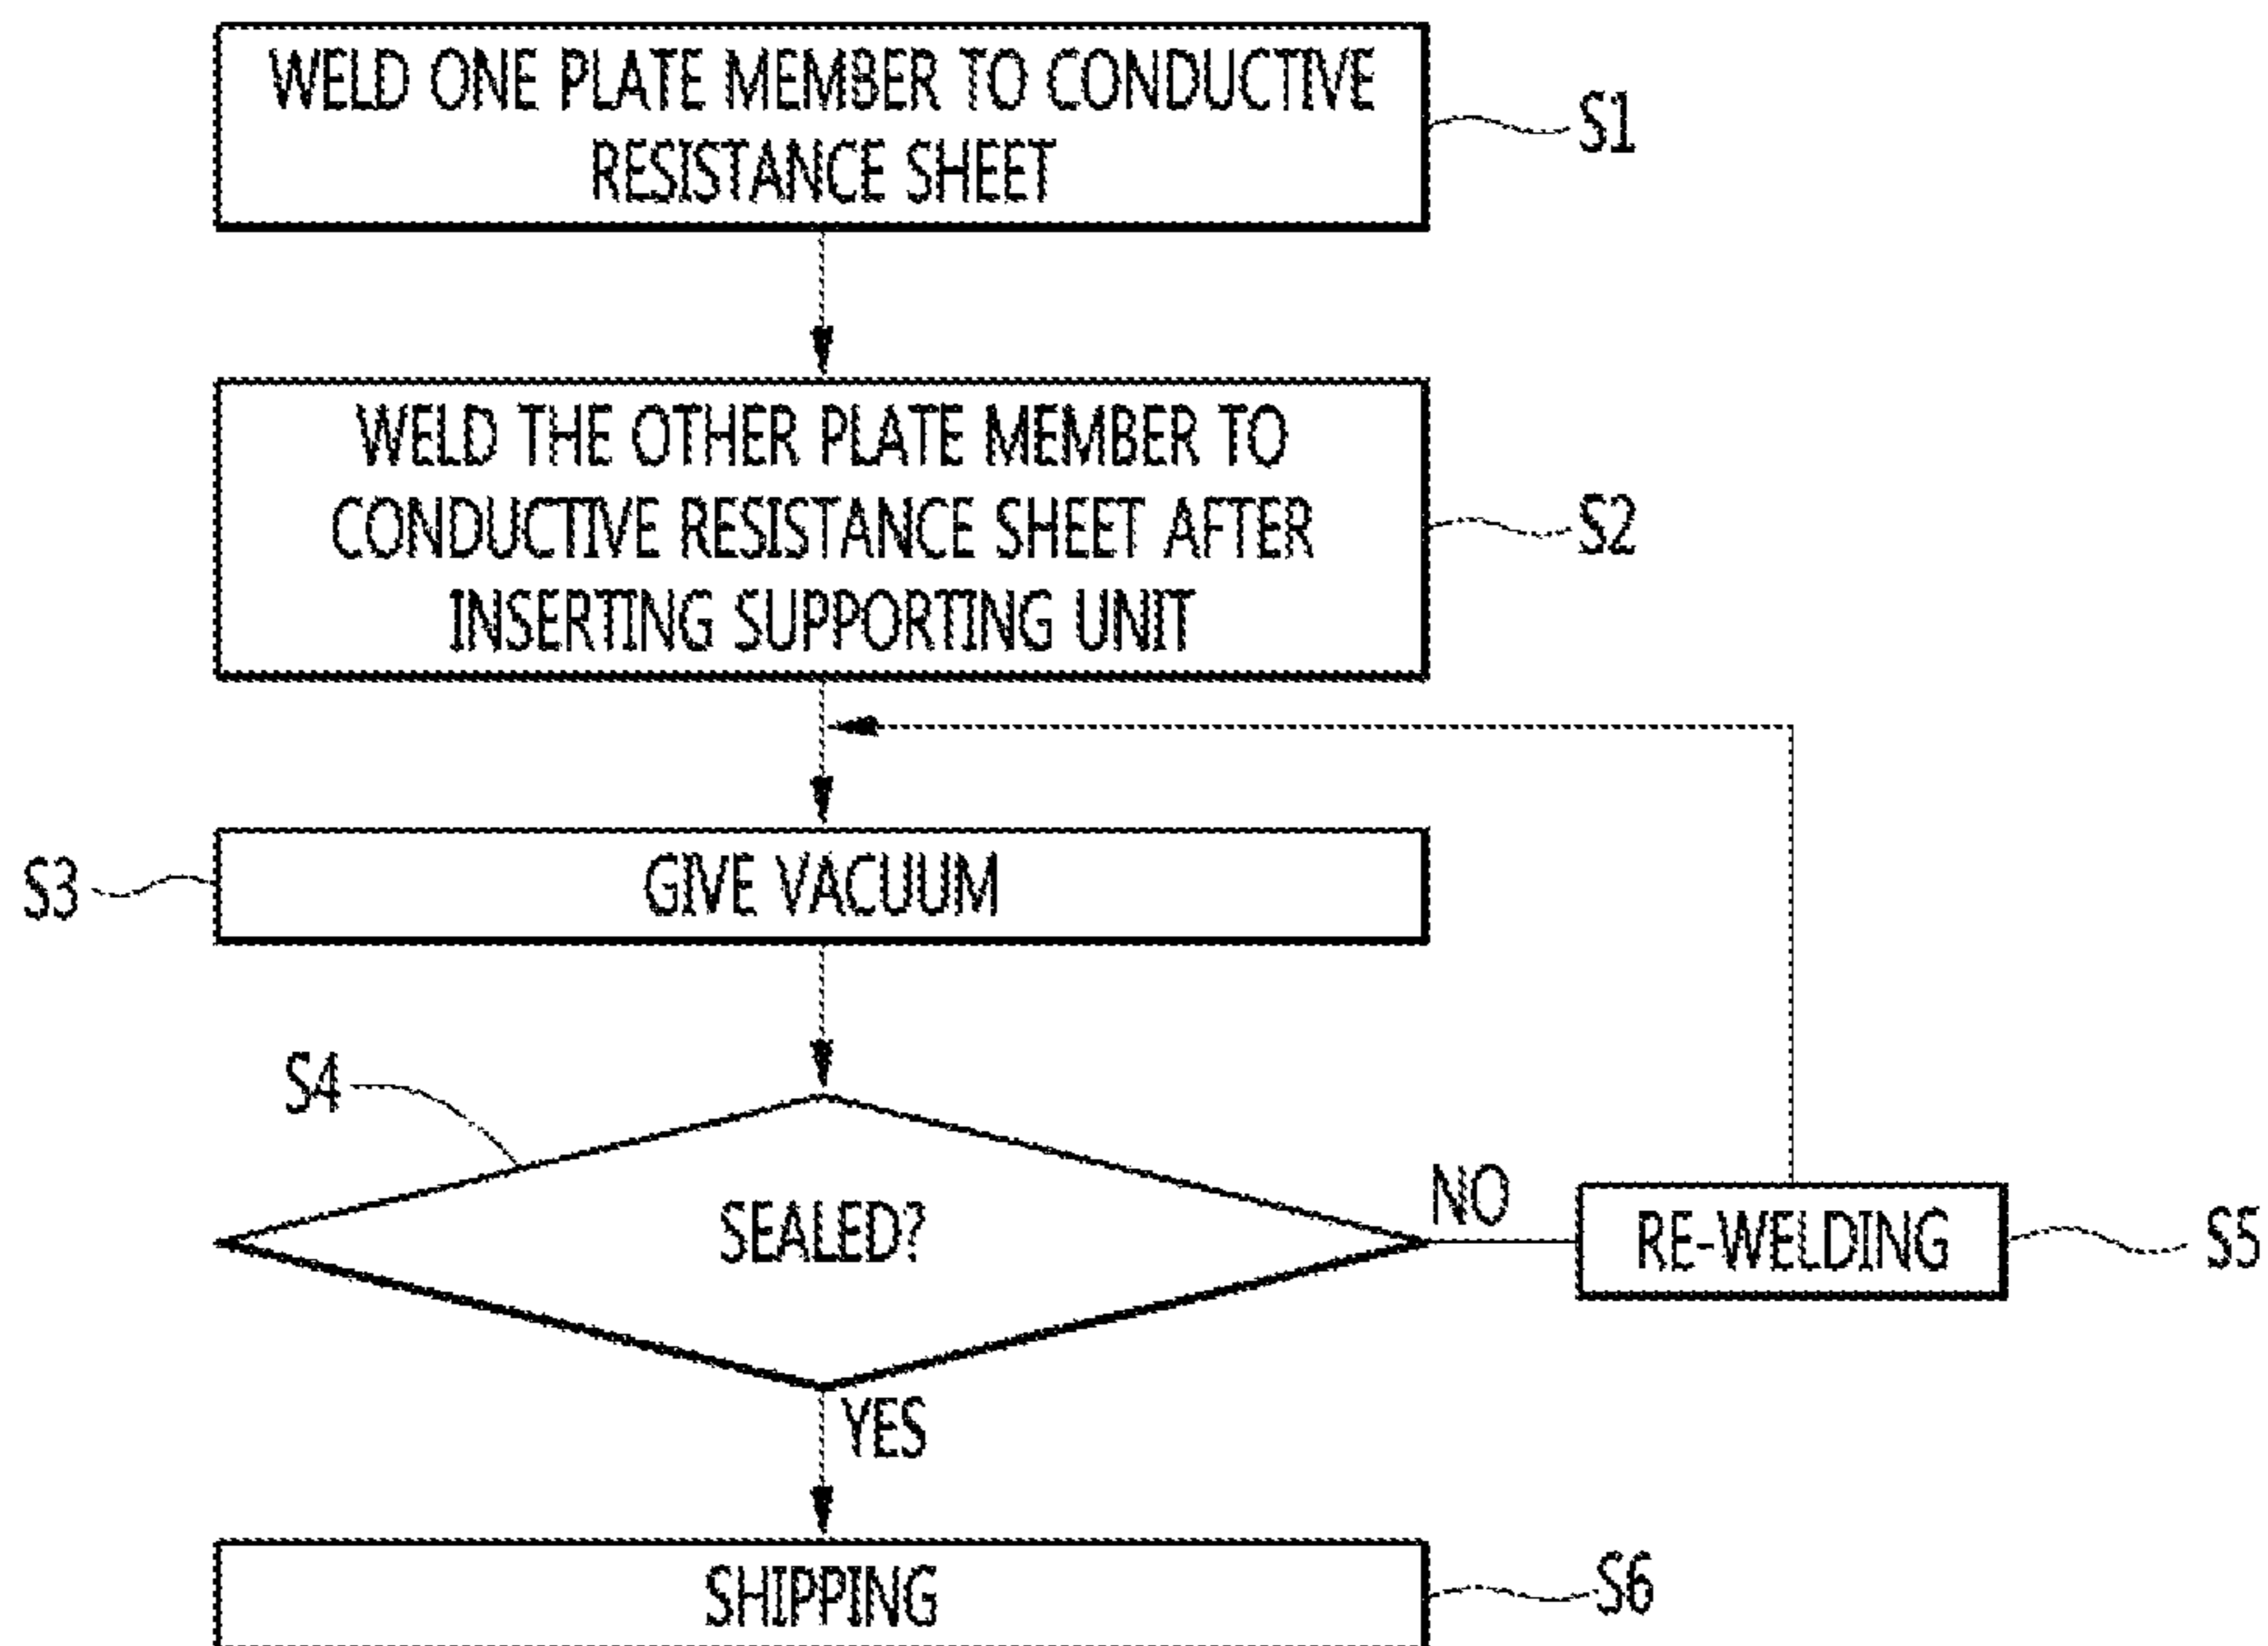 WELD ONE PLATE MEMBER TO CONDUCTIVE
RESISTANCE SHEET
S1
WELD THE OTHER PLATE MEMBER TO
CONDUCTIVE RESISTANCE SHEET AFTER
INSERTING SUPPORTING UNIT
S2
S3
GIVE VACUUM
S4
SEALED?
NO
RE-WELDING
S5
YES
SHIPPING
S6